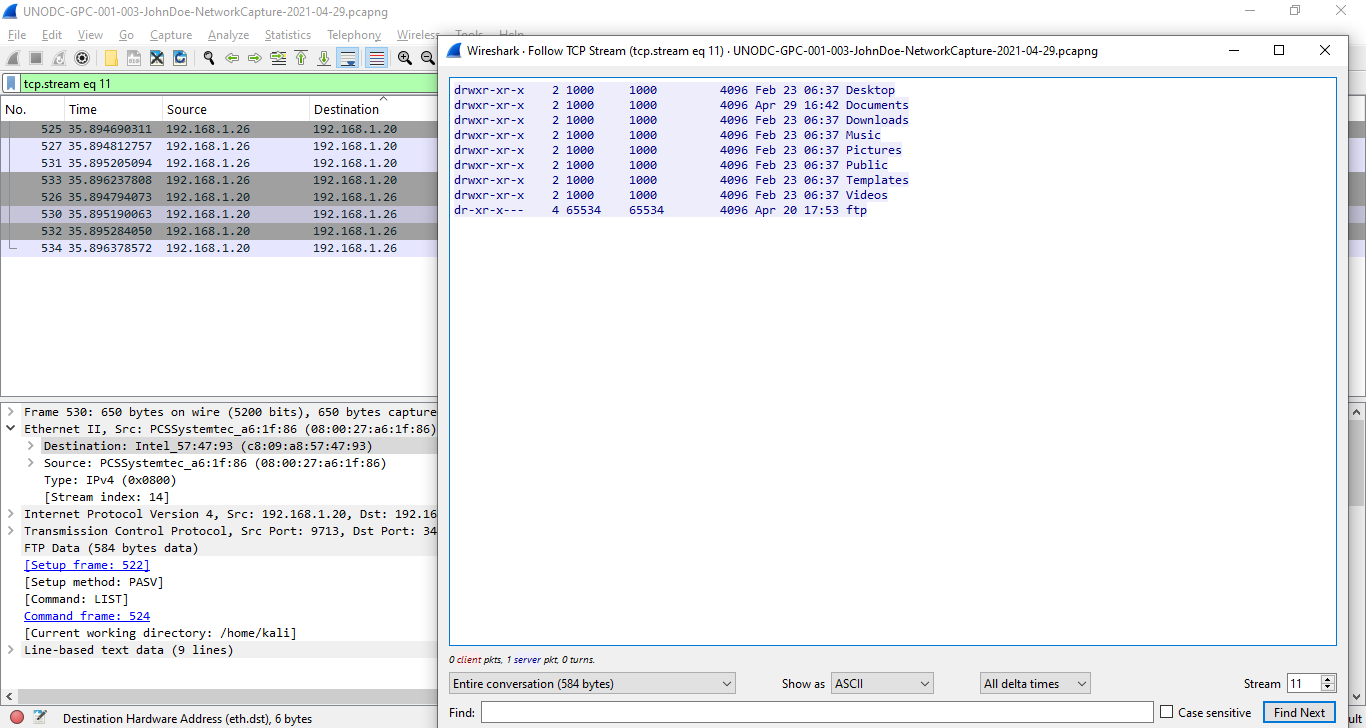 UNODC-GPC-001-003-JohnDoe-NetworkCapture-2021-04-29.pcapng
File Edit View Go Capture Analyze Statistics Telephony Wireless Tools Help
Wireshark · Follow TCP Stream (tcp.stream eq 11) · UNODC-GPC-001-003-JohnDoe-NetworkCapture-2021-04-29.pcapng
tcp.stream eq 11
No. Time Source Destination
525 35.894690311 192.168.1.26 192.168.1.20
527 35.894812757 192.168.1.26 192.168.1.20
531 35.895205094 192.168.1.26 192.168.1.20
533 35.896237808 192.168.1.26 192.168.1.20
526 35.894794073 192.168.1.20 192.168.1.26
530 35.895190063 192.168.1.20 192.168.1.26
532 35.895284050 192.168.1.20 192.168.1.26
534 35.896378572 192.168.1.20 192.168.1.26
Frame 530: 650 bytes on wire (5200 bits), 650 bytes capture
Ethernet II, Src: PCSSystemtec_a6:1f:86 (08:00:27:a6:1f:86)
Destination: Intel_57:47:93 (c8:09:a8:57:47:93)
Source: PCSSystemtec_a6:1f:86 (08:00:27:a6:1f:86)
Type: IPv4 (0x0800)
[Stream index: 14]
Internet Protocol Version 4, Src: 192.168.1.20, Dst: 192.16
Transmission Control Protocol, Src Port: 9713, Dst Port: 34
FTP Data (584 bytes data)
[Setup frame: 522]
[Setup method: PASV]
[Command: LIST]
Command frame: 524
[Current working directory: /home/kali]
Line-based text data (9 lines)
Destination Hardware Address (eth.dst), 6 bytes
drwxr-xr-x 2 1000 1000 4096 Feb 23 06:37 Desktop
drwxr-xr-x 2 1000 1000 4096 Apr 29 16:42 Documents
drwxr-xr-x 2 1000 1000 4096 Feb 23 06:37 Downloads
drwxr-xr-x 2 1000 1000 4096 Feb 23 06:37 Music
drwxr-xr-x 2 1000 1000 4096 Feb 23 06:37 Pictures
drwxr-xr-x 2 1000 1000 4096 Feb 23 06:37 Public
drwxr-xr-x 2 1000 1000 4096 Feb 23 06:37 Templates
drwxr-xr-x 2 1000 1000 4096 Feb 23 06:37 Videos
dr-xr-x--- 4 65534 65534 4096 Apr 20 17:53 ftp
0 client pkts, 1 server pkt, 0 turns.
Entire conversation (584 bytes) Show as ASCII All delta times Stream 11
Find: Case sensitive Find Next